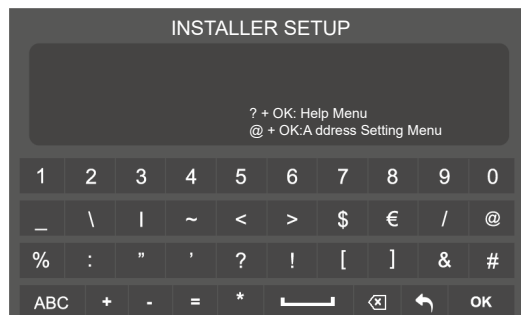 INSTALLER SETUP
? + OK: Help Menu
@ + OK:A ddress Setting Menu
1 2 3 4 5 6 7 8 9 0
_ \ | ~ < > $ € / @
% : ” ’ ? ! [ ] & #
ABC + - = * OK